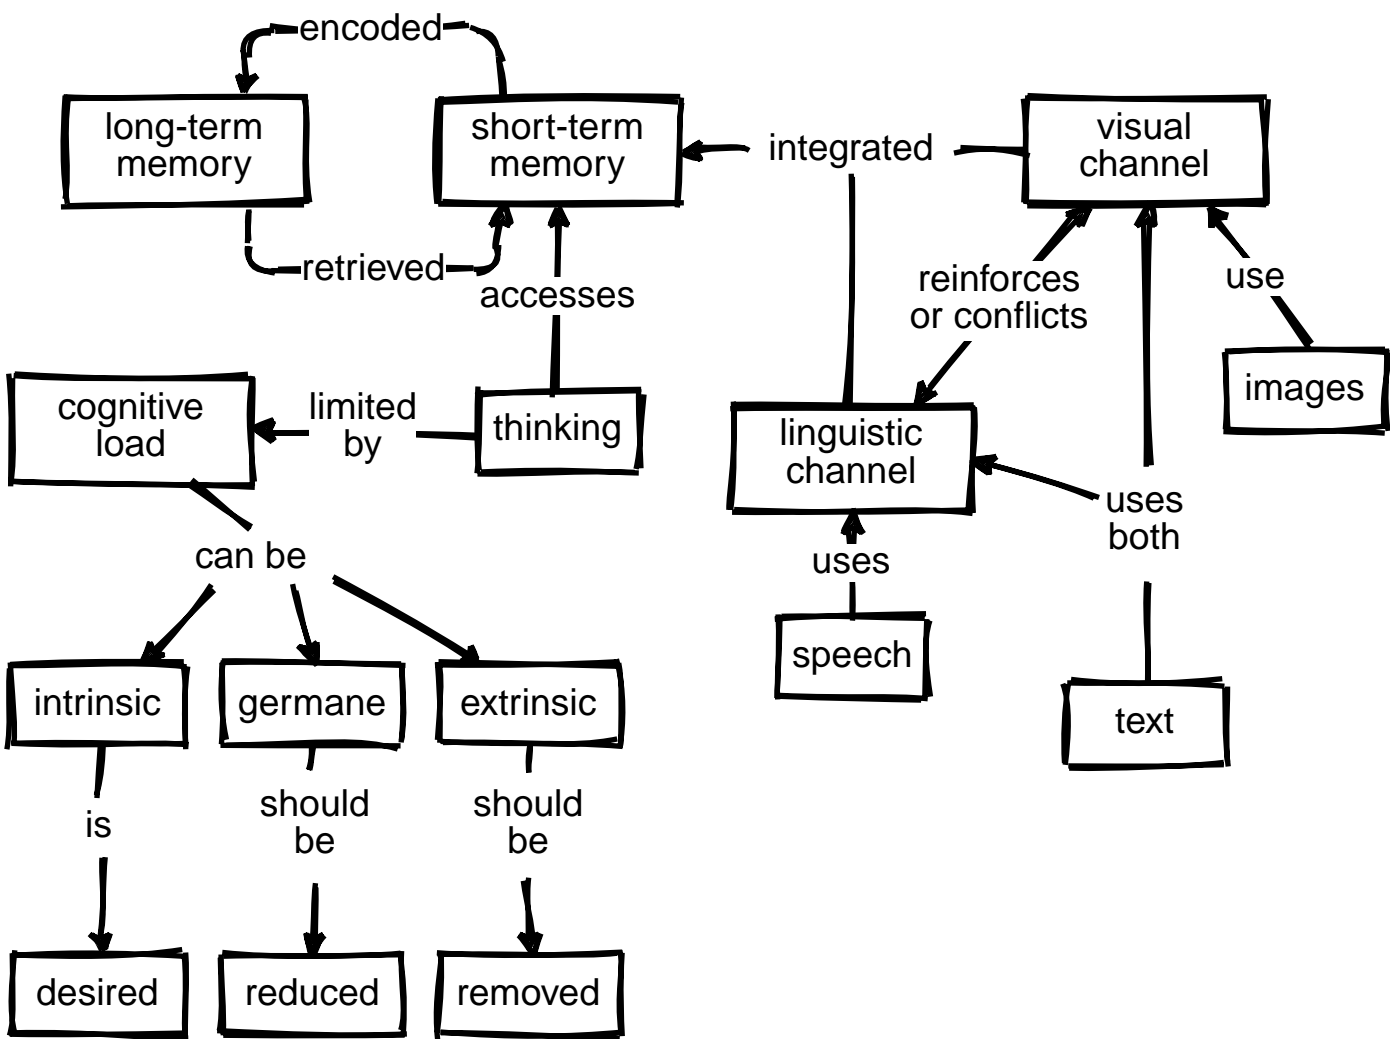 encoded
long-term
memory
short-term
memory
integrated
visual
channel
retrieved
accesses
reinforces
or conflicts
use
images
cognitive
load
limited
by
thinking
linguistic
channel
uses
both
can be
uses
speech
text
intrinsic
germane
extrinsic
is
should
be
should
be
desired
reduced
removed